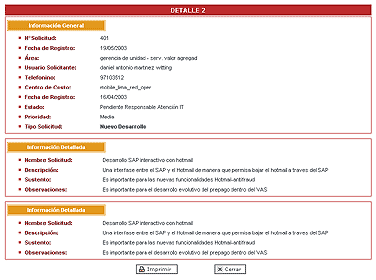 DETALLE 2
Información General
Nº Solicitud: 401
Fecha de Registro: 19/05/2003
Área: gerencia de unidad - serv. valor agregad
Usuario Solicitante: daniel antonio martinez witting
Telefonino: 97103512
Centro de Costo: mobile_lima_red_oper
Fecha de Registro: 16/04/2003
Estado: Pendiente Responsable Atención IT
Prioridad: Media
Tipo Solicitud: Nuevo Desarrollo
Información Detallada
Nombre Solicitud: Desarrollo SAP interactivo con hotmail
Descripción: Una interfase entre el SAP y el Hotmail de manera que permita bajar el hotmail a traves del SAP
Sustento: Es importante para las nuevas funcionalidades Hotmail-antifraud
Observaciones: Es importante para el desarrollo evolutivo del prepago dentro del VAS
Información Detallada
Nombre Solicitud: Desarrollo SAP interactivo con hotmail
Descripción: Una interfase entre el SAP y el Hotmail de manera que permita bajar el hotmail a traves del SAP
Sustento: Es importante para las nuevas funcionalidades Hotmail-antifraud
Observaciones: Es importante para el desarrollo evolutivo del prepago dentro del VAS
Imprimir Cerrar